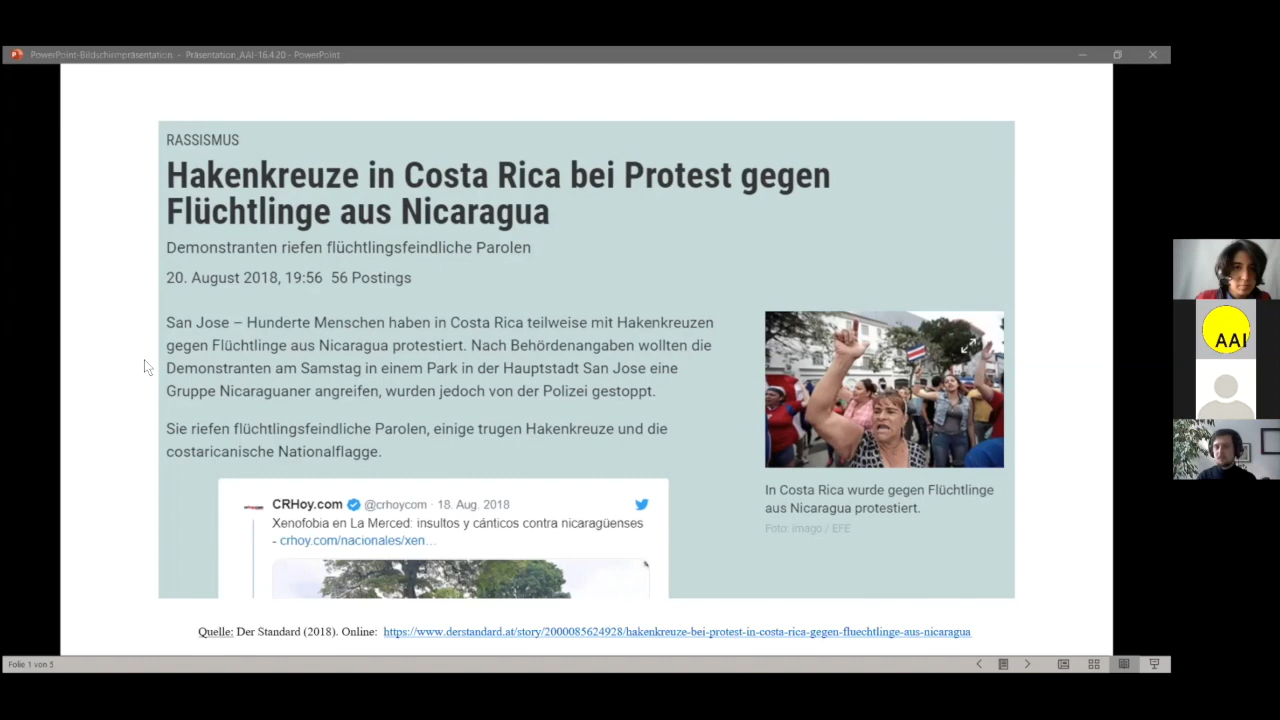 PowerPoint-Bildschirmpräsentation - Präsentation_AAI-16.4.20 - PowerPoint
RASSISMUS
Hakenkreuze in Costa Rica bei Protest gegen
Flüchtlinge aus Nicaragua
Demonstranten riefen flüchtlingsfeindliche Parolen
20. August 2018, 19:56 56 Postings
San Jose – Hunderte Menschen haben in Costa Rica teilweise mit Hakenkreuzen
gegen Flüchtlinge aus Nicaragua protestiert. Nach Behördenangaben wollten die
Demonstranten am Samstag in einem Park in der Hauptstadt San Jose eine
Gruppe Nicaraguaner angreifen, wurden jedoch von der Polizei gestoppt.
Sie riefen flüchtlingsfeindliche Parolen, einige trugen Hakenkreuze und die
costaricanische Nationalflagge.
CRHoy.com @crhoycom · 18. Aug. 2018
Xenofobia en La Merced: insultos y cánticos contra nicaragüenses
- crhoy.com/nacionales/xen…
In Costa Rica wurde gegen Flüchtlinge
aus Nicaragua protestiert.
Foto: imago / EFE
Quelle: Der Standard (2018). Online: https://www.derstandard.at/story/2000085624928/hakenkreuze-bei-protest-in-costa-rica-gegen-fluechtlinge-aus-nicaragua
Folie 1 von 5
AAI